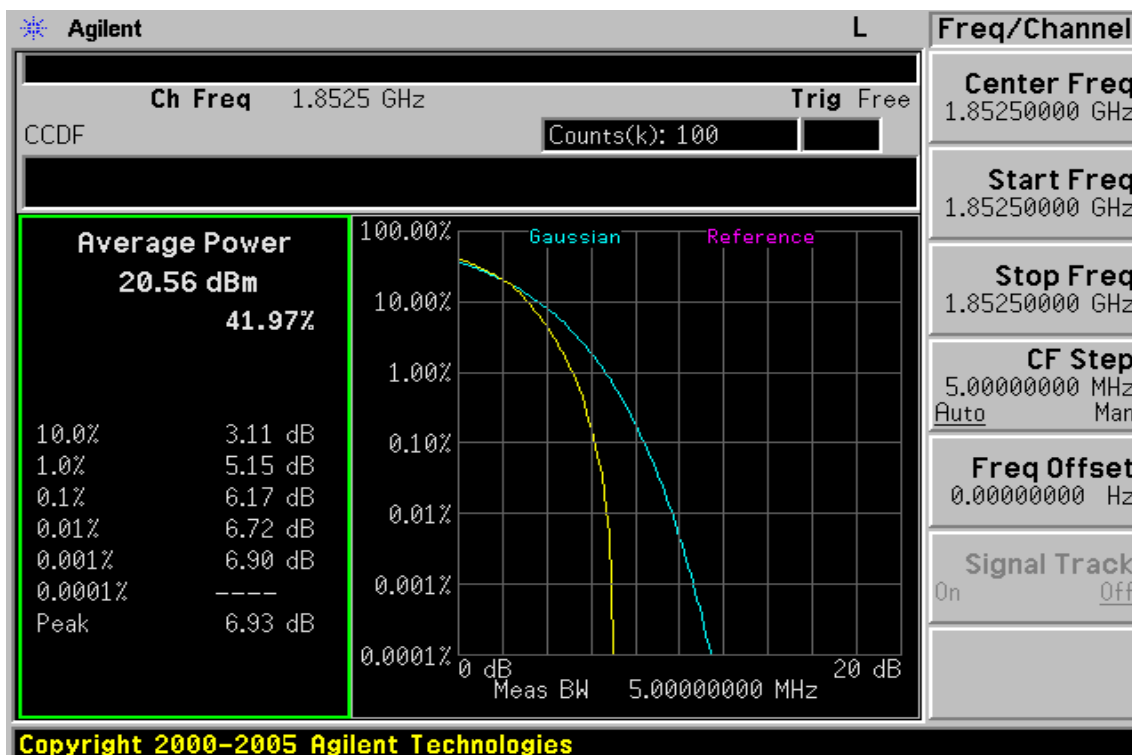 Agilent L Freq/Channel
Ch Freq 1.8525 GHz Trig Free
CCDF Counts(k): 100
Average Power
20.56 dBm
41.97%
10.0% 3.11 dB
1.0% 5.15 dB
0.1% 6.17 dB
0.01% 6.72 dB
0.001% 6.90 dB
0.0001% ----
Peak 6.93 dB
Gaussian Reference
100.00%
10.00%
1.00%
0.10%
0.01%
0.001%
0.0001%
0 dB 20 dB
Meas BW 5.00000000 MHz
Center Freq
1.85250000 GHz
Start Freq
1.85250000 GHz
Stop Freq
1.85250000 GHz
CF Step
5.00000000 MHz
Auto Man
Freq Offset
0.00000000 Hz
Signal Track
On Off
Copyright 2000-2005 Agilent Technologies